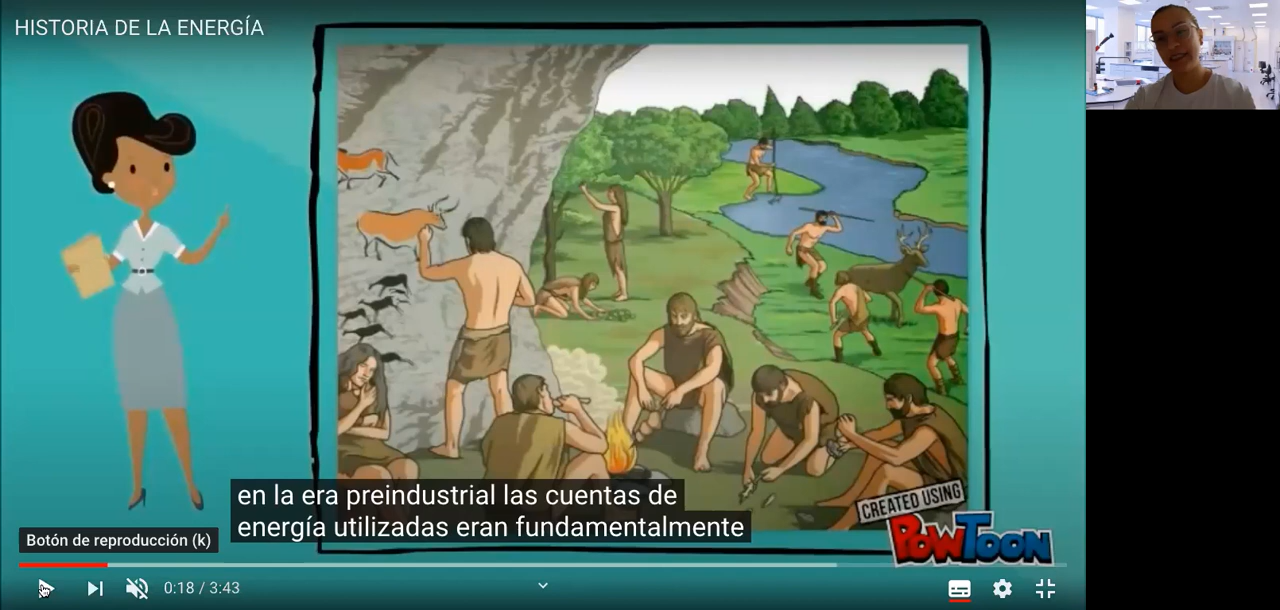 HISTORIA DE LA ENERGÍA
en la era preindustrial las cuentas de
energía utilizadas eran fundamentalmente
CREATED USING
POWTOON
Botón de reproducción (k)
0:18 / 3:43